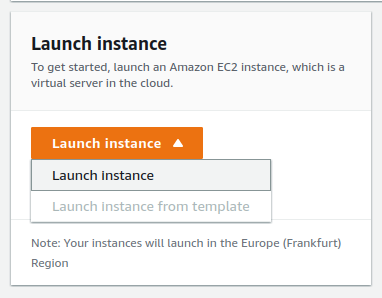 Launch instance
To get started, launch an Amazon EC2 instance, which is a
virtual server in the cloud.
Launch instance
Launch instance
Launch instance from template
Note: Your instances will launch in the Europe (Frankfurt)
Region